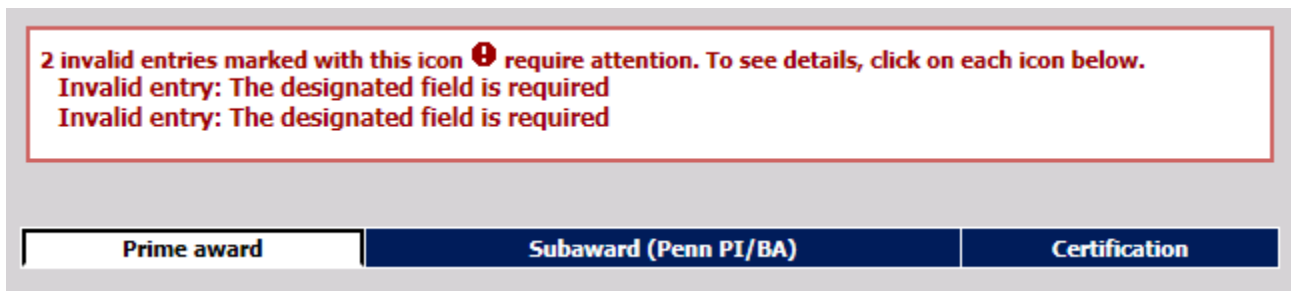 2 invalid entries marked with this icon require attention. To see details, click on each icon below.
Invalid entry: The designated field is required
Invalid entry: The designated field is required
Prime award Subaward (Penn PI/BA) Certification